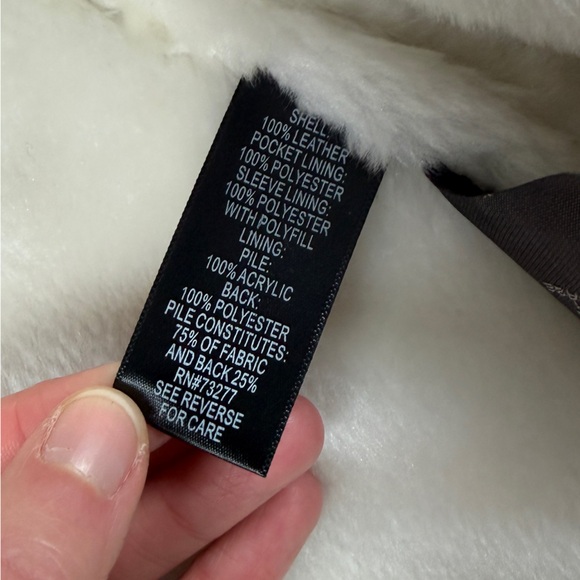 SHELL:
100% LEATHER
POCKET LINING:
100% POLYESTER
SLEEVE LINING:
100% POLYESTER
WITH POLYFILL
LINING:
PILE:
100% ACRYLIC
BACK:
100% POLYESTER
PILE CONSTITUTES:
75% OF FABRIC
AND BACK 25%
RN#73277
SEE REVERSE
FOR CARE